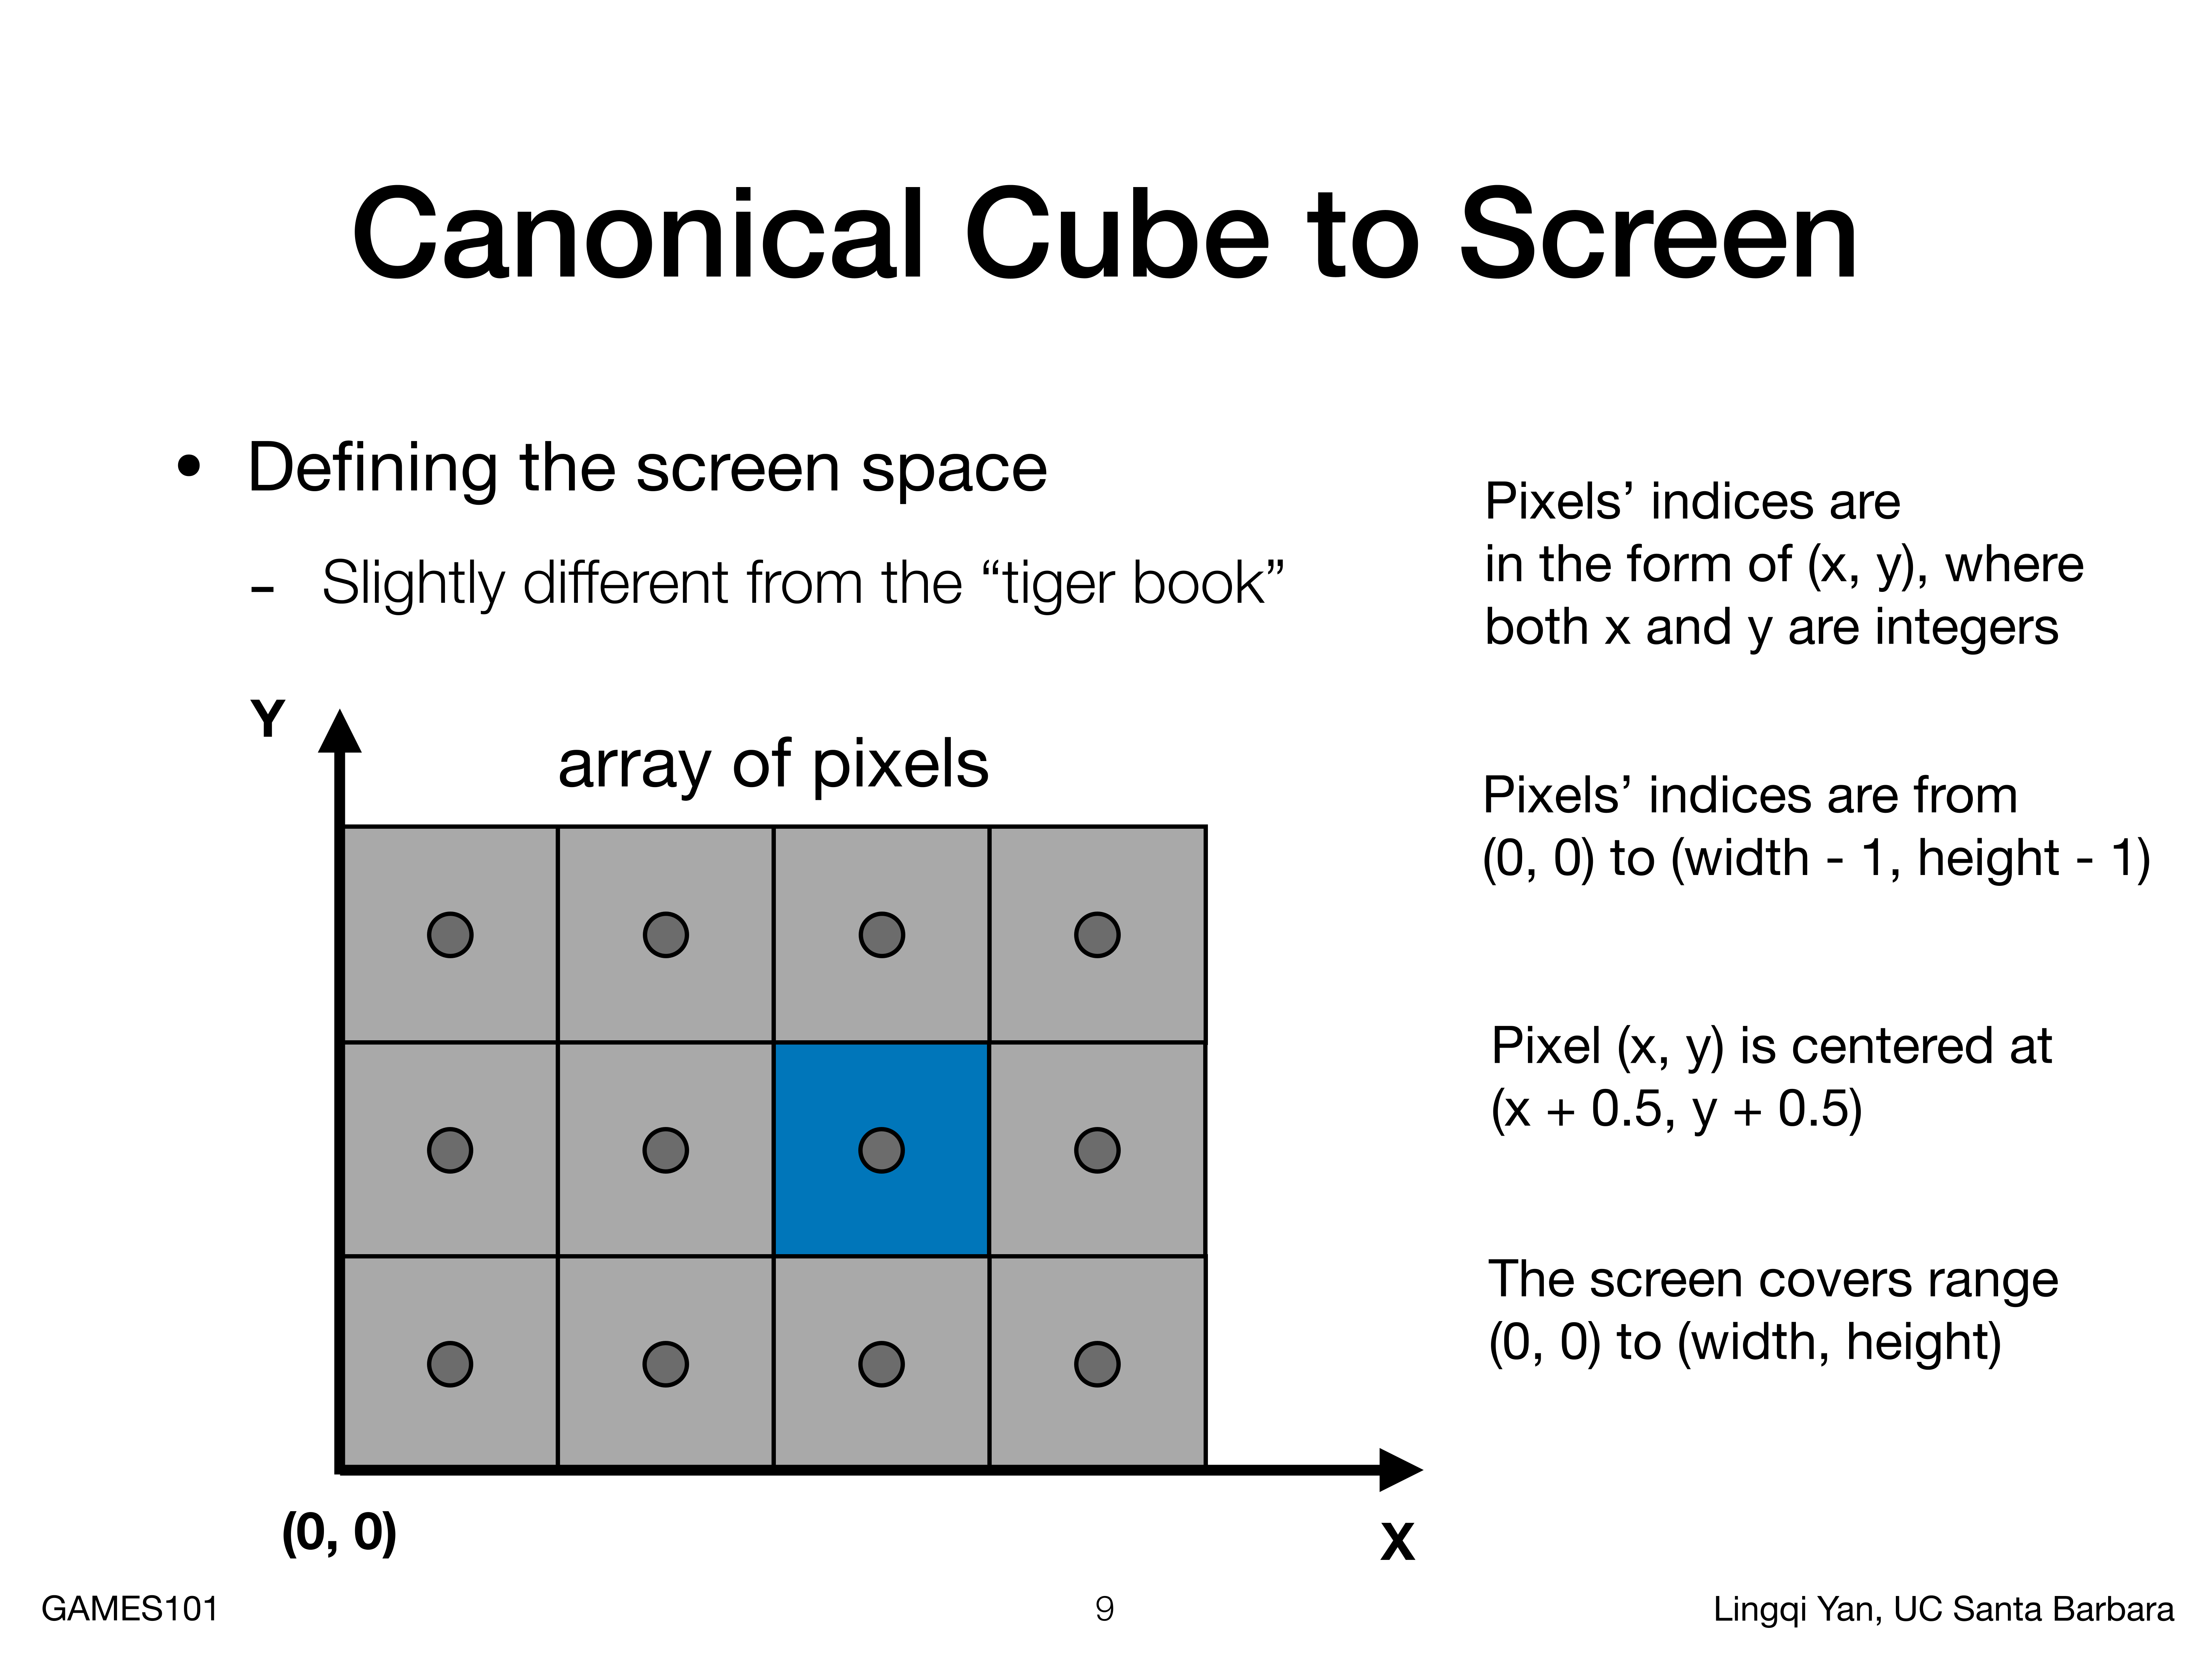 Canonical Cube to Screen
• Defining the screen space
- Slightly different from the “tiger book”
Y
array of pixels
(0, 0)
X
Pixels’ indices are
in the form of (x, y), where
both x and y are integers
Pixels’ indices are from
(0, 0) to (width - 1, height - 1)
Pixel (x, y) is centered at
(x + 0.5, y + 0.5)
The screen covers range
(0, 0) to (width, height)
GAMES101
9
Lingqi Yan, UC Santa Barbara